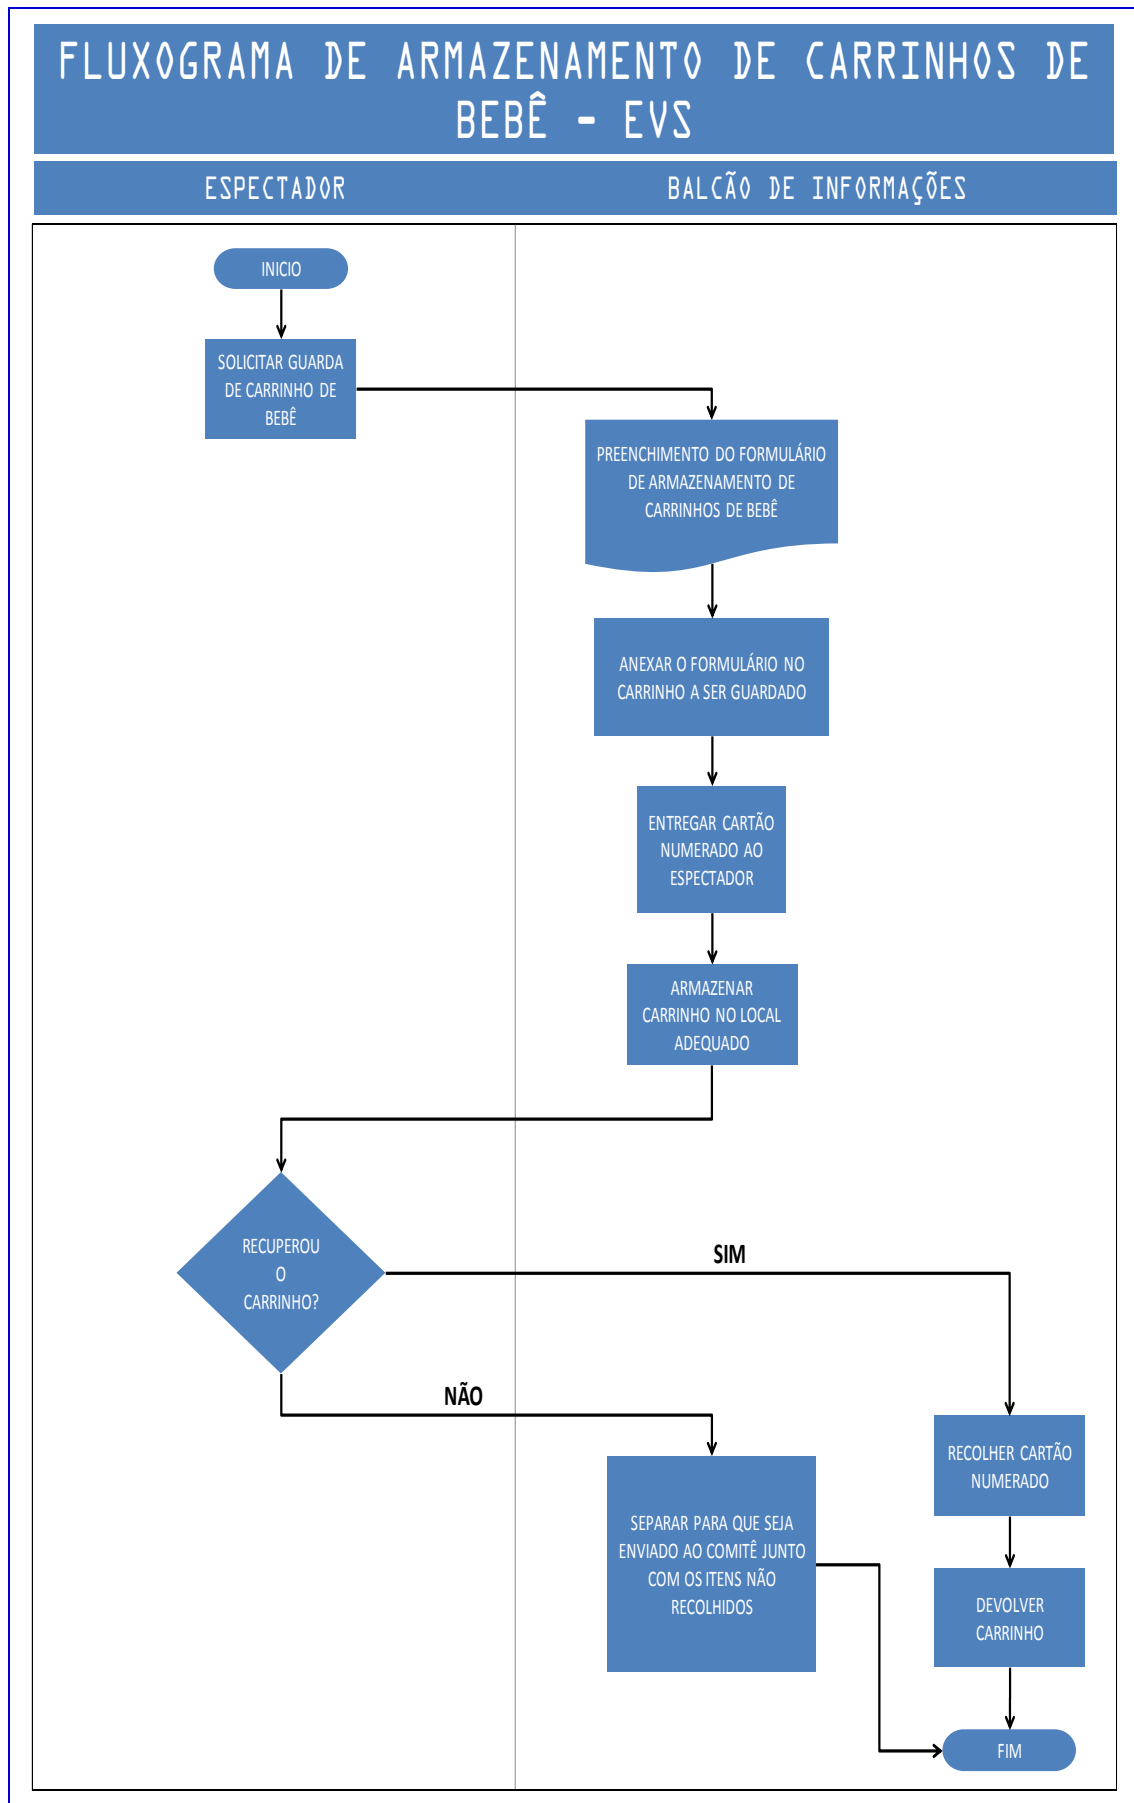 FLUXOGRAMA DE ARMAZENAMENTO DE CARRINHOS DE
BEBÊ - EVS
ESPECTADOR
BALCÃO DE INFORMAÇÕES
INICIO
SOLICITAR GUARDA
DE CARRINHO DE
BEBÊ
PREENCHIMENTO DO FORMULÁRIO
DE ARMAZENAMENTO DE
CARRINHOS DE BEBÊ
ANEXAR O FORMULÁRIO NO
CARRINHO A SER GUARDADO
ENTREGAR CARTÃO
NUMERADO AO
ESPECTADOR
ARMAZENAR
CARRINHO NO LOCAL
ADEQUADO
RECUPEROU
O
CARRINHO?
SIM
NÃO
RECOLHER CARTÃO
NUMERADO
SEPARAR PARA QUE SEJA
ENVIADO AO COMITÊ JUNTO
COM OS ITENS NÃO
RECOLHIDOS
DEVOLVER
CARRINHO
FIM